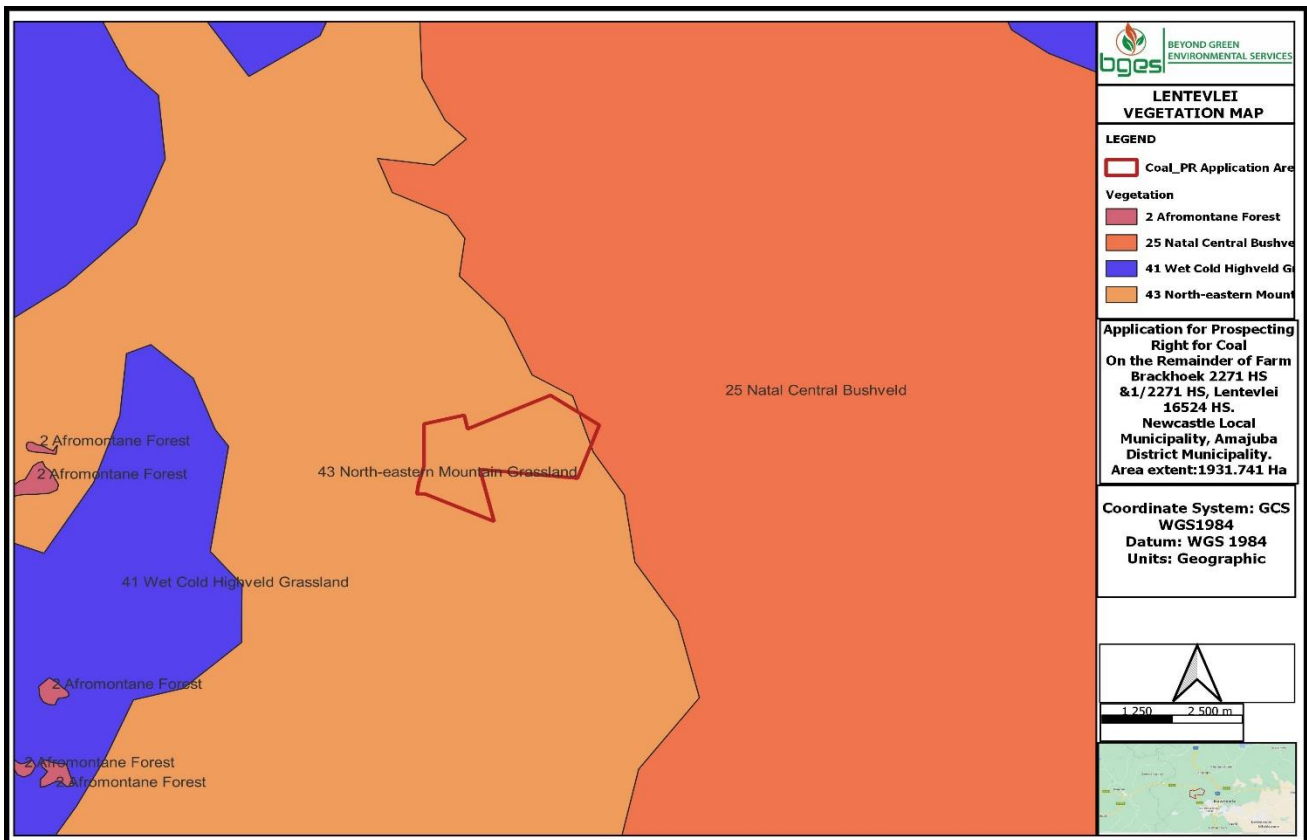 bges
BEYOND GREEN
ENVIRONMENTAL SERVICES
LENTEVLEI
VEGETATION MAP
LEGEND
Coal_PR Application Are
Vegetation
2 Afromontane Forest
25 Natal Central Bushve
41 Wet Cold Highveld Gr
43 North-eastern Mount
Application for Prospecting
Right for Coal
On the Remainder of Farm
Brackhoek 2271 HS
&1/2271 HS, Lentevlei
16524 HS.
Newcastle Local
Municipality, Amajuba
District Municipality.
Area extent:1931.741 Ha
Coordinate System: GCS
WGS1984
Datum: WGS 1984
Units: Geographic
1 250 2 500 m
25 Natal Central Bushveld
2 Afromontane Forest
2 Afromontane Forest
43 North-eastern Mountain Grassland
41 Wet Cold Highveld Grassland
2 Afromontane Forest
2 Afromontane Forest
2 Afromontane Forest